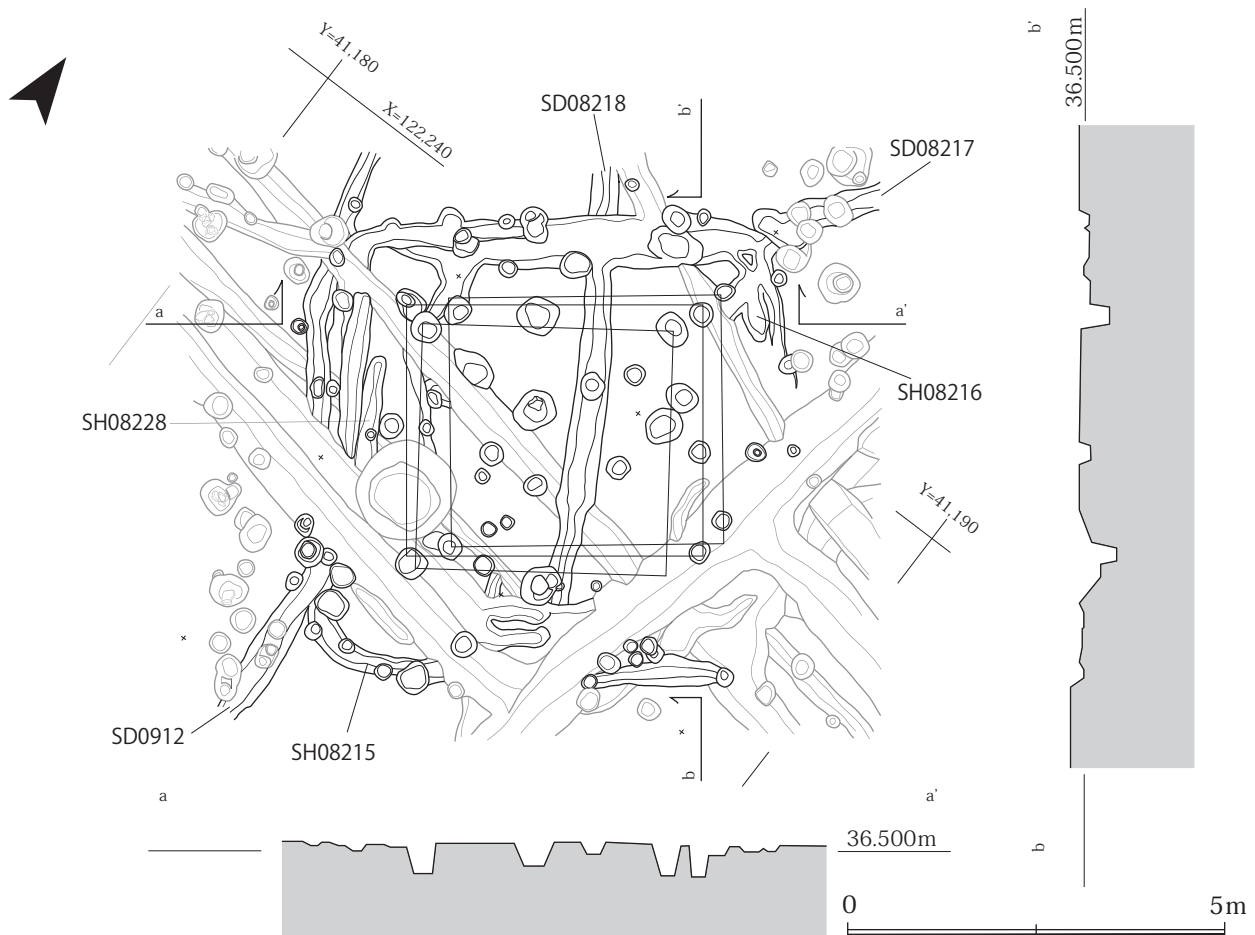 Y=41,180
X=122,240
SD08218
b'
SD08217
b'
36.500m
a
a'
SH08216
SH08228
Y=41,190
SD0912
SH08215
b
a
a'
36.500m
b
0
5m